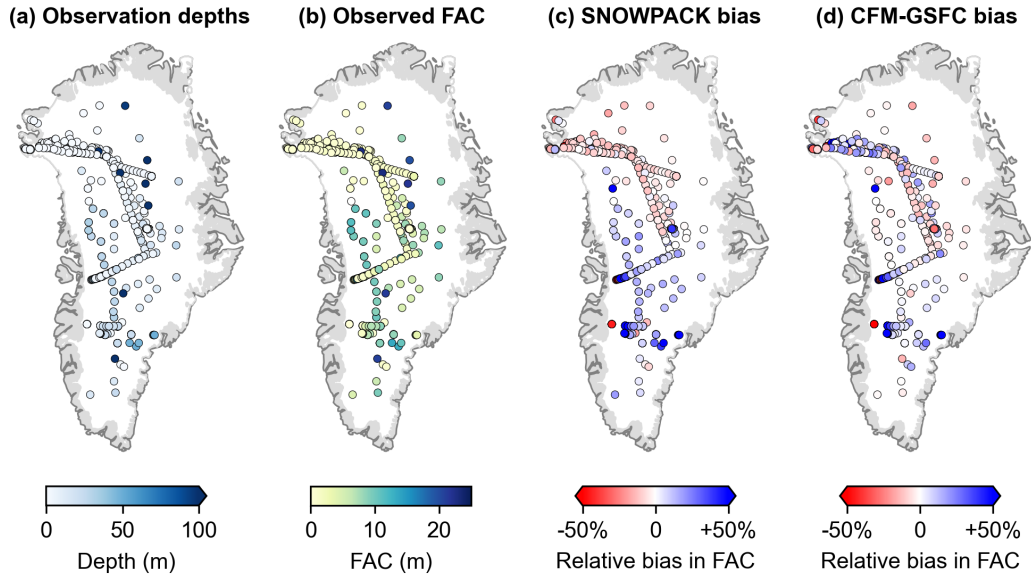 (a) Observation depths
(b) Observed FAC
(c) SNOWPACK bias
(d) CFM-GSFC bias
0 50 100
Depth (m)
0 10 20
FAC (m)
-50% 0 +50%
Relative bias in FAC
-50% 0 +50%
Relative bias in FAC